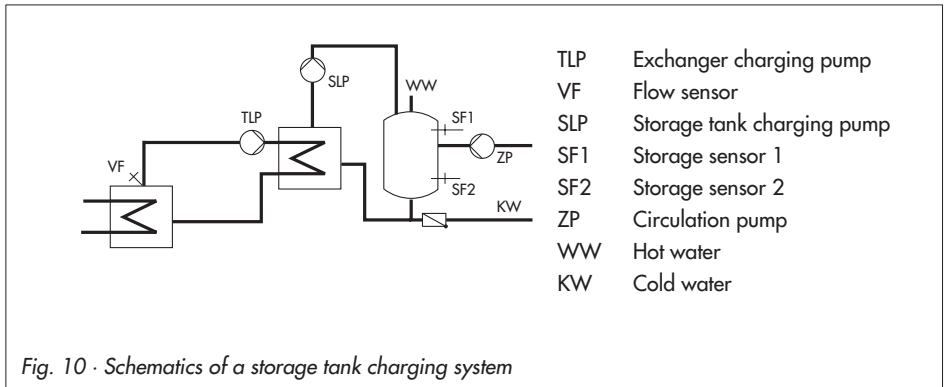 SLP
WW
TLP
SF1
ZP
VF
SF2
KW
TLP Exchanger charging pump
VF Flow sensor
SLP Storage tank charging pump
SF1 Storage sensor 1
SF2 Storage sensor 2
ZP Circulation pump
WW Hot water
KW Cold water
Fig. 10 · Schematics of a storage tank charging system